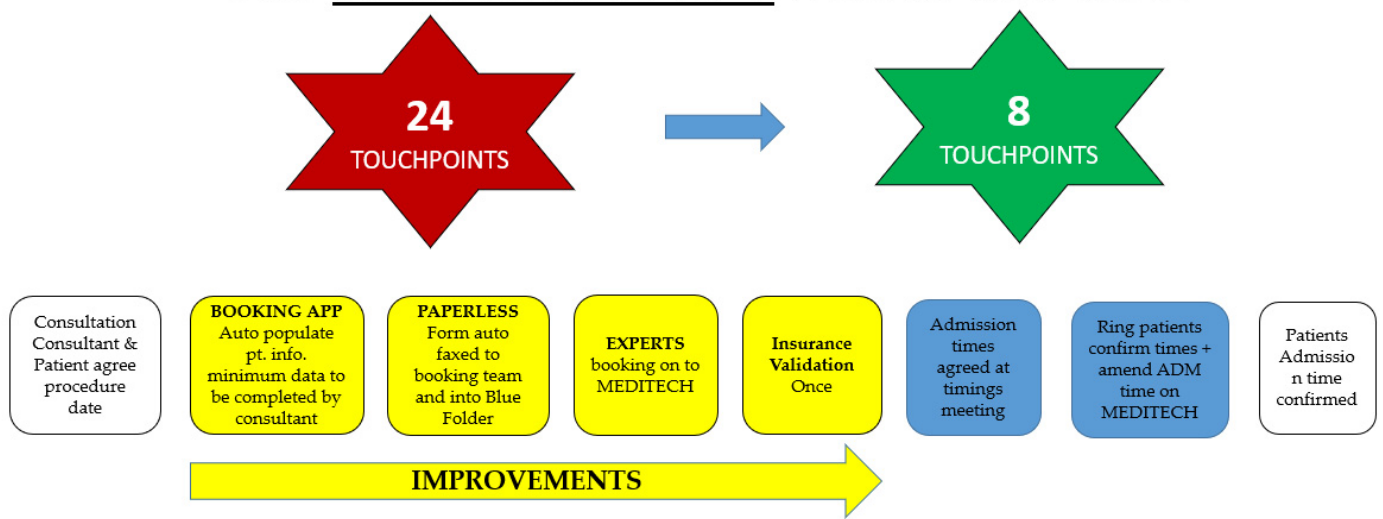 24
TOUCHPOINTS
8
TOUCHPOINTS
Consultation
Consultant &
Patient agree
procedure
date
BOOKING APP
Auto populate
pt. info.
minimum data to
be completed by
consultant
PAPERLESS
Form auto
faxed to
booking team
and into Blue
Folder
EXPERTS
booking on to
MEDITECH
Insurance
Validation
Once
Admission
times
agreed at
timings
meeting
Ring patients
confirm times +
amend ADM
time on
MEDITECH
Patients
Admissio
n time
confirmed
IMPROVEMENTS